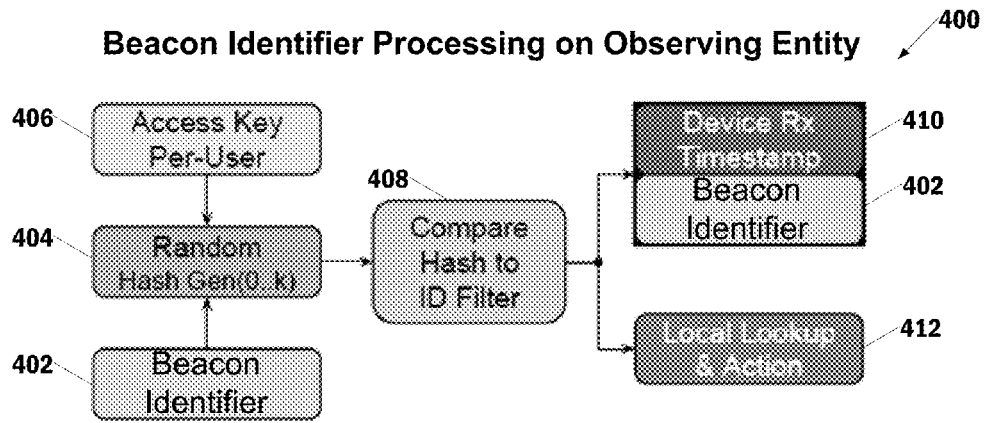 400
Beacon Identifier Processing on Observing Entity
406
Access Key
Per-User
404
Random
Hash Gen(0..k)
402
Beacon
Identifier
408
Compare
Hash to
ID Filter
Device Rx
Timestamp
410
Beacon
Identifier
402
Local Lookup
& Action
412